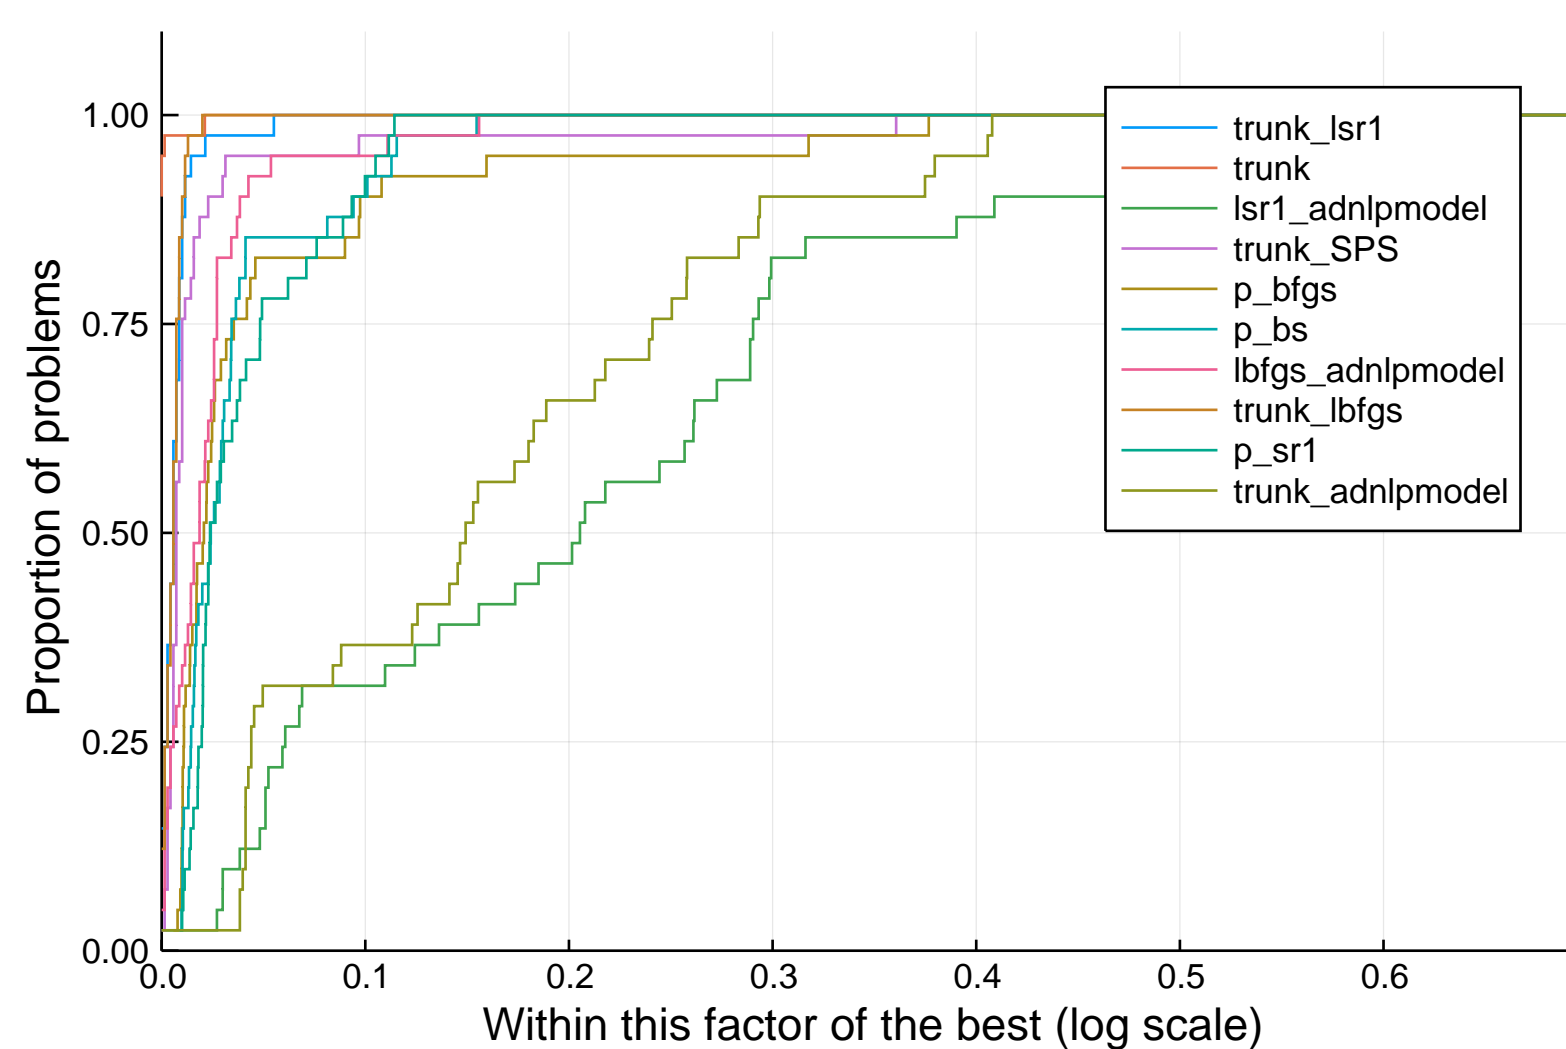 1.00
0.75
0.50
0.25
0.00
Proportion of problems
0.0
0.1
0.2
0.3
0.4
0.5
0.6
Within this factor of the best (log scale)
trunk_lsr1
trunk
lsr1_adnlpmodel
trunk_SPS
p_bfgs
p_bs
lbfgs_adnlpmodel
trunk_lbfgs
p_sr1
trunk_adnlpmodel